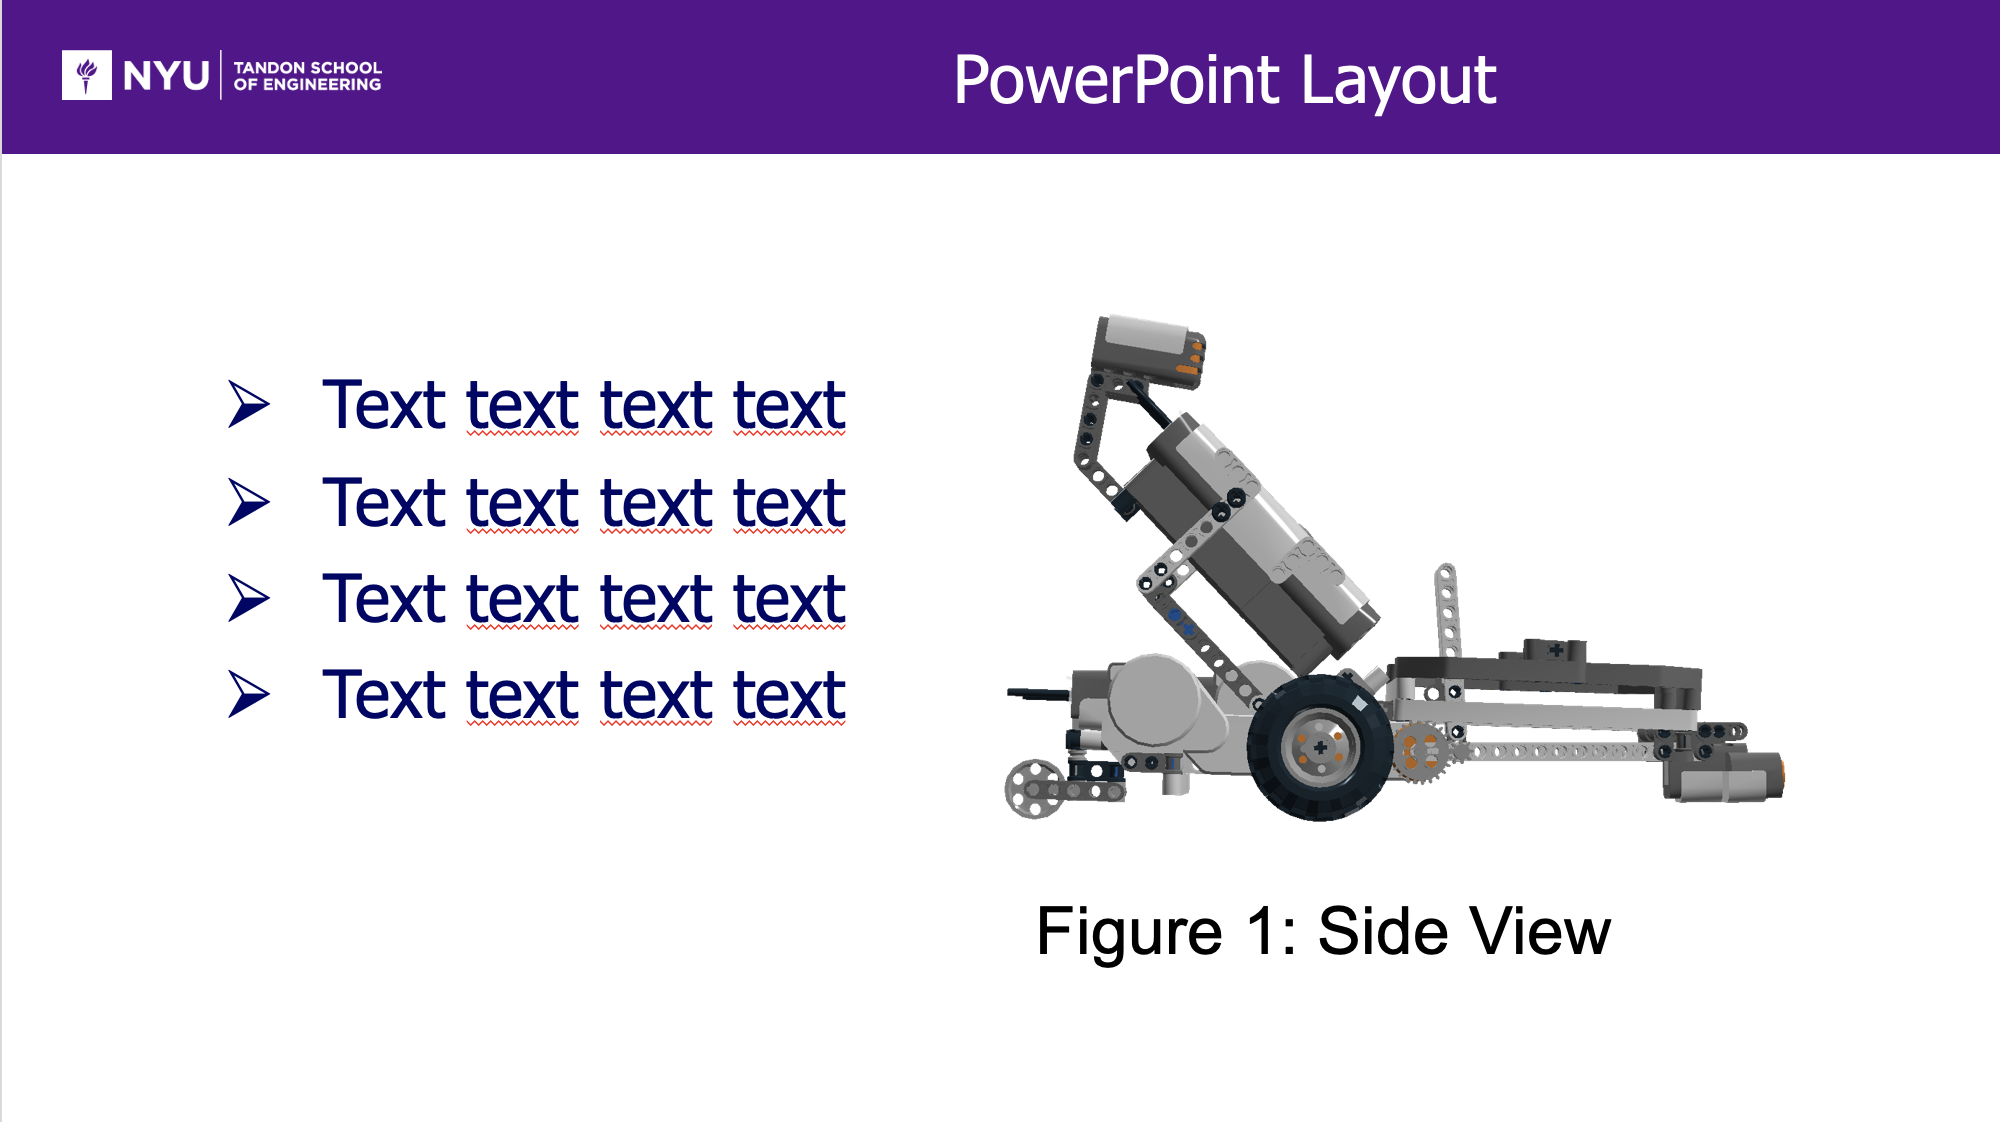 NYU
TANDON SCHOOL
OF ENGINEERING
PowerPoint Layout
➢ Text text text text
➢ Text text text text
➢ Text text text text
➢ Text text text text
Figure 1: Side View